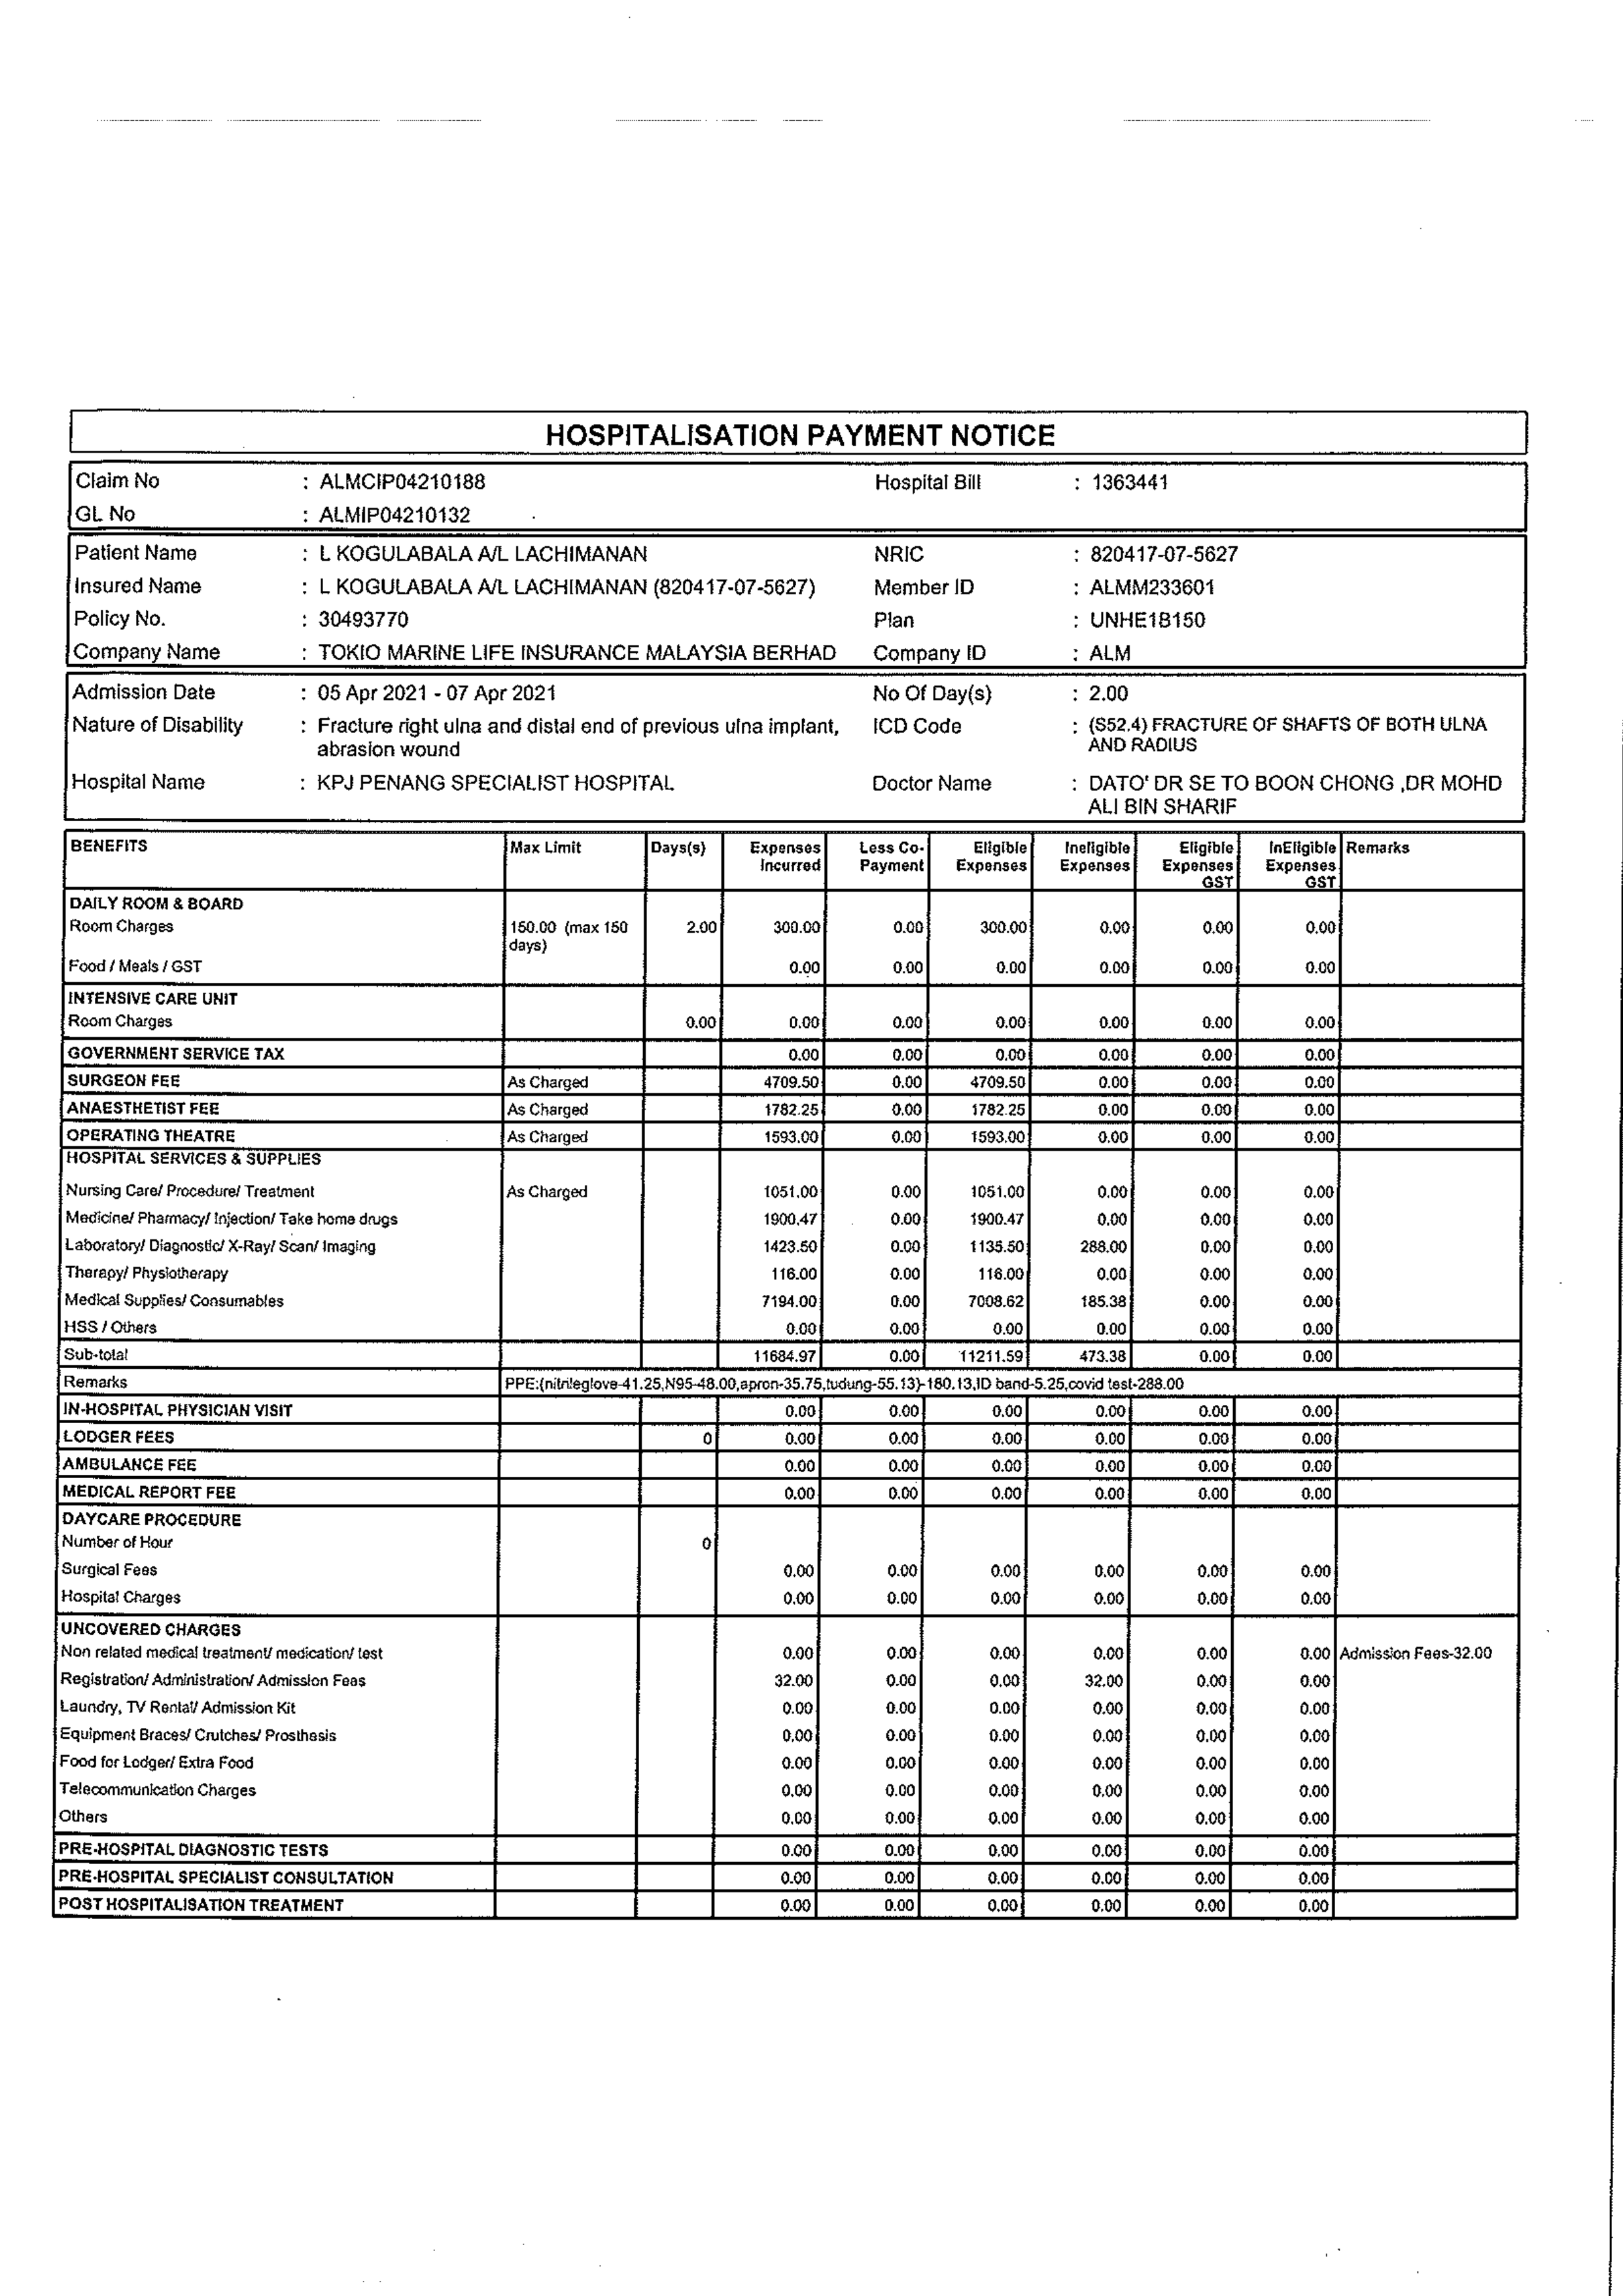 HOSPITALISATION PAYMENT NOTICE
Claim No : ALMCIP04210188 Hospital Bill : 1363441
GL No : ALMIP04210132
Patient Name : L KOGULABALA A/L LACHIMANAN NRIC : 820417-07-5627
Insured Name : L KOGULABALA A/L LACHIMANAN (820417-07-5627) Member ID : ALMM233601
Policy No. : 30493770 Plan : UNHE1B150
Company Name : TOKIO MARINE LIFE INSURANCE MALAYSIA BERHAD Company ID : ALM
Admission Date : 05 Apr 2021 - 07 Apr 2021 No Of Day(s) : 2.00
Nature of Disability : Fracture right ulna and distal end of previous ulna implant, ICD Code : (S52.4) FRACTURE OF SHAFTS OF BOTH ULNA
abrasion wound AND RADIUS
Hospital Name : KPJ PENANG SPECIALIST HOSPITAL Doctor Name : DATO' DR SE TO BOON CHONG ,DR MOHD
ALI BIN SHARIF
BENEFITS Max Limit Days(s) Expenses Less Co- Eligible Ineligible Eligible InEligible Remarks
Incurred Payment Expenses Expenses Expenses Expenses
GST GST
DAILY ROOM & BOARD
Room Charges 150.00 (max 150 2.00 300.00 0.00 300.00 0.00 0.00 0.00
days)
Food / Meals / GST 0.00 0.00 0.00 0.00 0.00 0.00
INTENSIVE CARE UNIT
Room Charges 0.00 0.00 0.00 0.00 0.00 0.00 0.00
GOVERNMENT SERVICE TAX 0.00 0.00 0.00 0.00 0.00 0.00
SURGEON FEE As Charged 4709.50 0.00 4709.50 0.00 0.00 0.00
ANAESTHETIST FEE As Charged 1782.25 0.00 1782.25 0.00 0.00 0.00
OPERATING THEATRE As Charged 1593.00 0.00 1593.00 0.00 0.00 0.00
HOSPITAL SERVICES & SUPPLIES
Nursing Care/ Procedure/ Treatment As Charged 1051.00 0.00 1051.00 0.00 0.00 0.00
Medicine/ Pharmacy/ Injection/ Take home drugs 1900.47 0.00 1900.47 0.00 0.00 0.00
Laboratory/ Diagnostic/ X-Ray/ Scan/ Imaging 1423.50 0.00 1135.50 288.00 0.00 0.00
Therapy/ Physiotherapy 116.00 0.00 116.00 0.00 0.00 0.00
Medical Supplies/ Consumables 7194.00 0.00 7008.62 185.38 0.00 0.00
HSS / Others 0.00 0.00 0.00 0.00 0.00 0.00
Sub-total 11684.97 0.00 11211.59 473.38 0.00 0.00
Remarks PPE:(nitrileglove-41.25,N95-48.00,apron-35.75,tudung-55.13)-180.13,ID band-5.25,covid test-288.00
IN-HOSPITAL PHYSICIAN VISIT 0.00 0.00 0.00 0.00 0.00 0.00
LODGER FEES 0 0.00 0.00 0.00 0.00 0.00 0.00
AMBULANCE FEE 0.00 0.00 0.00 0.00 0.00 0.00
MEDICAL REPORT FEE 0.00 0.00 0.00 0.00 0.00 0.00
DAYCARE PROCEDURE
Number of Hour 0
Surgical Fees 0.00 0.00 0.00 0.00 0.00 0.00
Hospital Charges 0.00 0.00 0.00 0.00 0.00 0.00
UNCOVERED CHARGES
Non related medical treatment/ medication/ test 0.00 0.00 0.00 0.00 0.00 0.00 Admission Fees-32.00
Registration/ Administration/ Admission Fees 32.00 0.00 0.00 32.00 0.00 0.00
Laundry, TV Rental/ Admission Kit 0.00 0.00 0.00 0.00 0.00 0.00
Equipment Braces/ Crutches/ Prosthesis 0.00 0.00 0.00 0.00 0.00 0.00
Food for Lodger/ Extra Food 0.00 0.00 0.00 0.00 0.00 0.00
Telecommunication Charges 0.00 0.00 0.00 0.00 0.00 0.00
Others 0.00 0.00 0.00 0.00 0.00 0.00
PRE-HOSPITAL DIAGNOSTIC TESTS 0.00 0.00 0.00 0.00 0.00 0.00
PRE-HOSPITAL SPECIALIST CONSULTATION 0.00 0.00 0.00 0.00 0.00 0.00
POST HOSPITALISATION TREATMENT 0.00 0.00 0.00 0.00 0.00 0.00